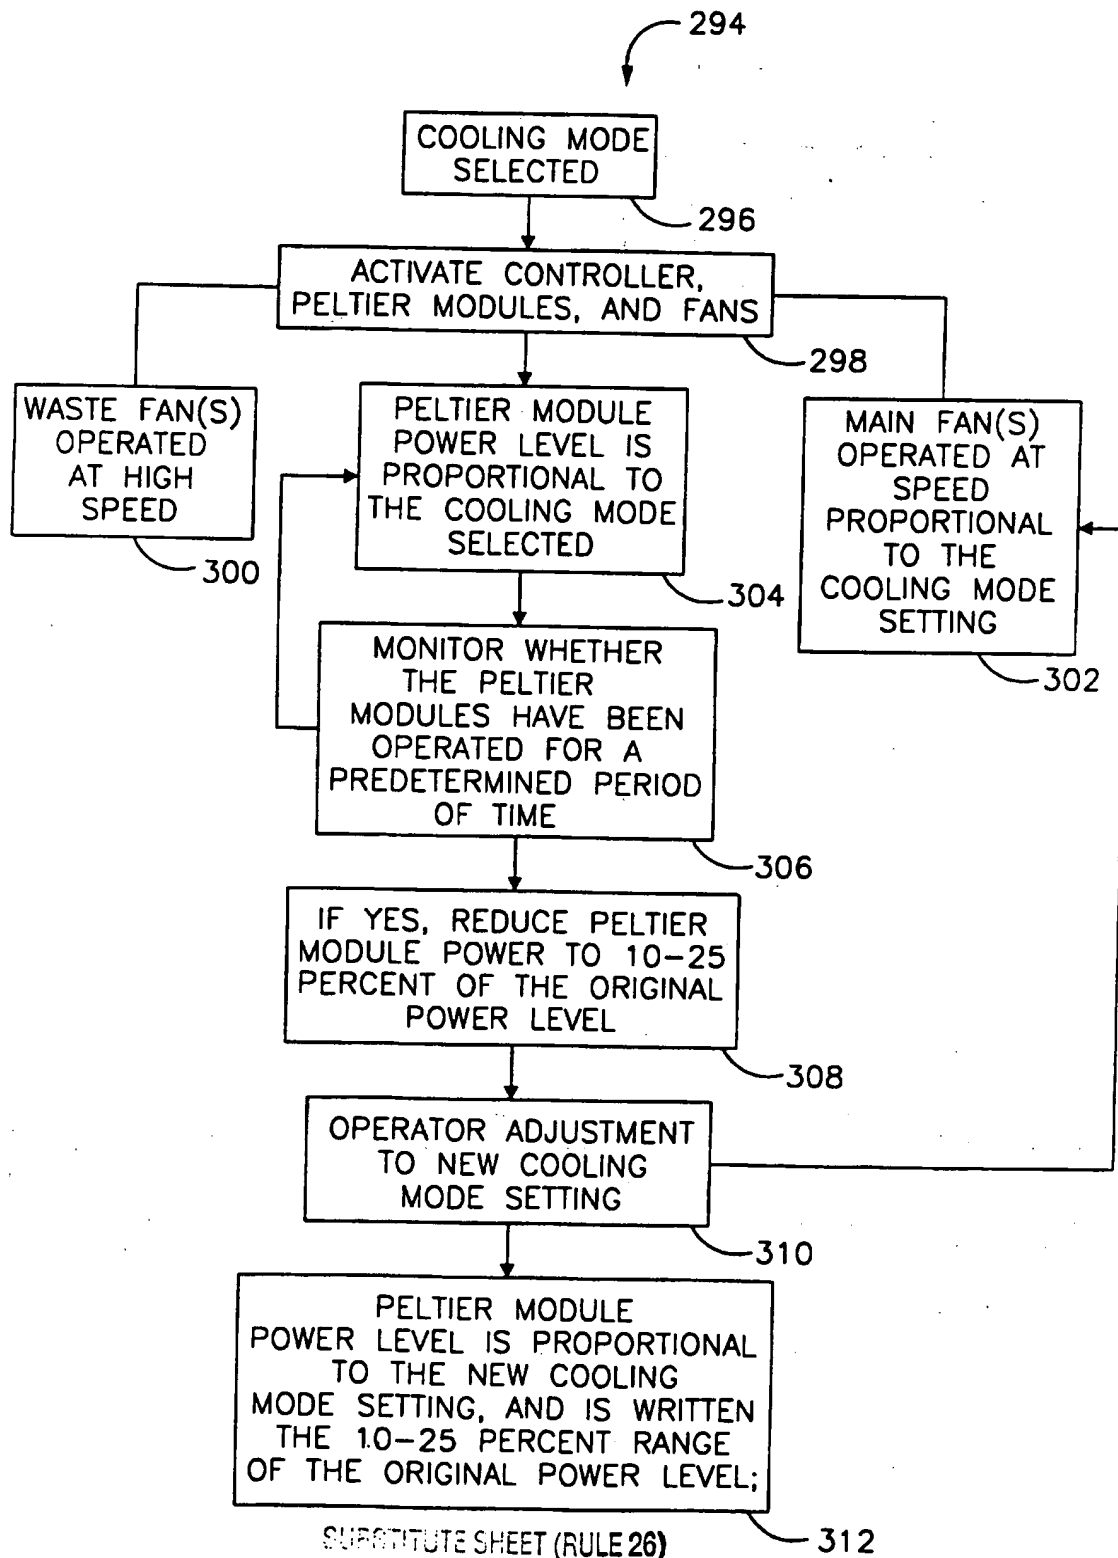 294
COOLING MODE
SELECTED
296
ACTIVATE CONTROLLER,
PELTIER MODULES, AND FANS
298
WASTE FAN(S)
OPERATED
AT HIGH
SPEED
300
PELTIER MODULE
POWER LEVEL IS
PROPORTIONAL TO
THE COOLING MODE
SELECTED
304
MAIN FAN(S)
OPERATED AT
SPEED
PROPORTIONAL
TO THE
COOLING MODE
SETTING
302
MONITOR WHETHER
THE PELTIER
MODULES HAVE BEEN
OPERATED FOR A
PREDETERMINED PERIOD
OF TIME
306
IF YES, REDUCE PELTIER
MODULE POWER TO 10-25
PERCENT OF THE ORIGINAL
POWER LEVEL
308
OPERATOR ADJUSTMENT
TO NEW COOLING
MODE SETTING
310
PELTIER MODULE
POWER LEVEL IS PROPORTIONAL
TO THE NEW COOLING
MODE SETTING, AND IS WRITTEN
THE 10-25 PERCENT RANGE
OF THE ORIGINAL POWER LEVEL;
312
SUBSTITUTE SHEET (RULE 26)